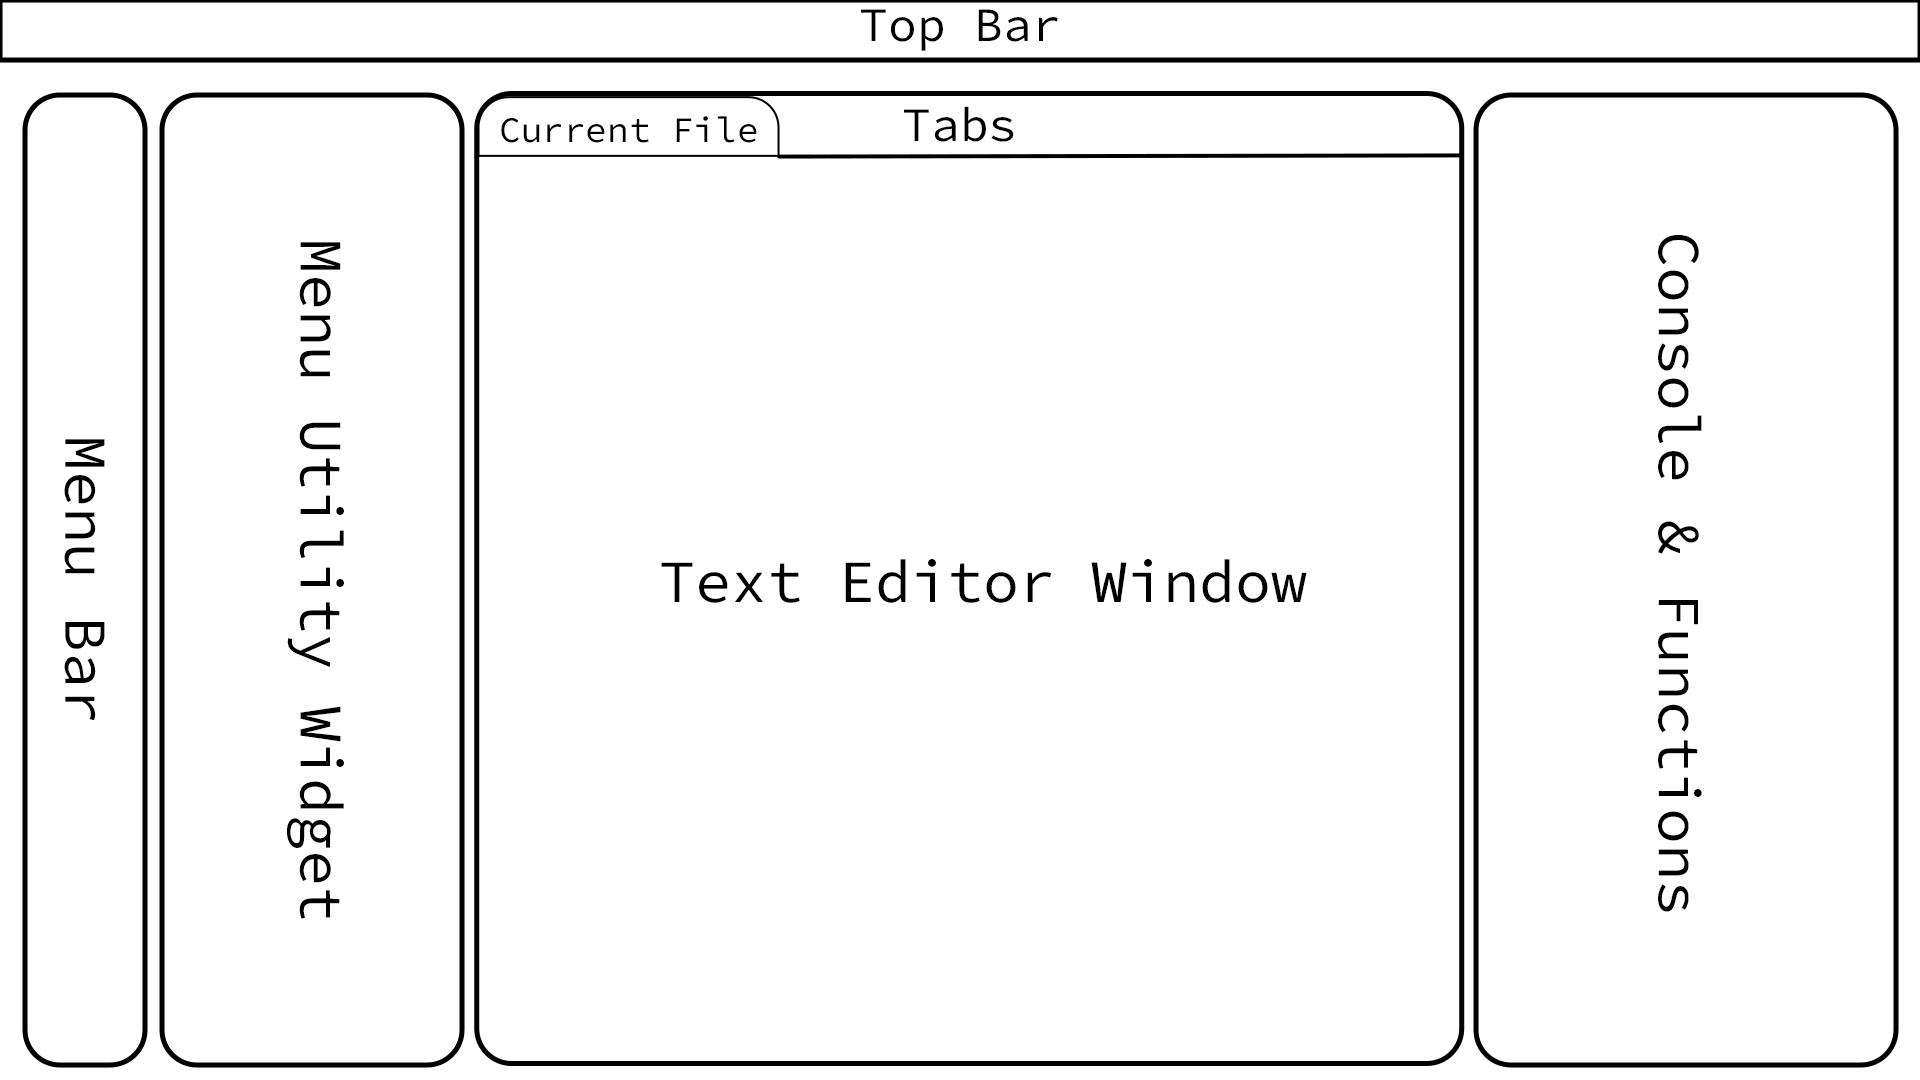 Top Bar
Menu Bar
Menu Utility Widget
Current File
Tabs
Text Editor Window
Console & Functions